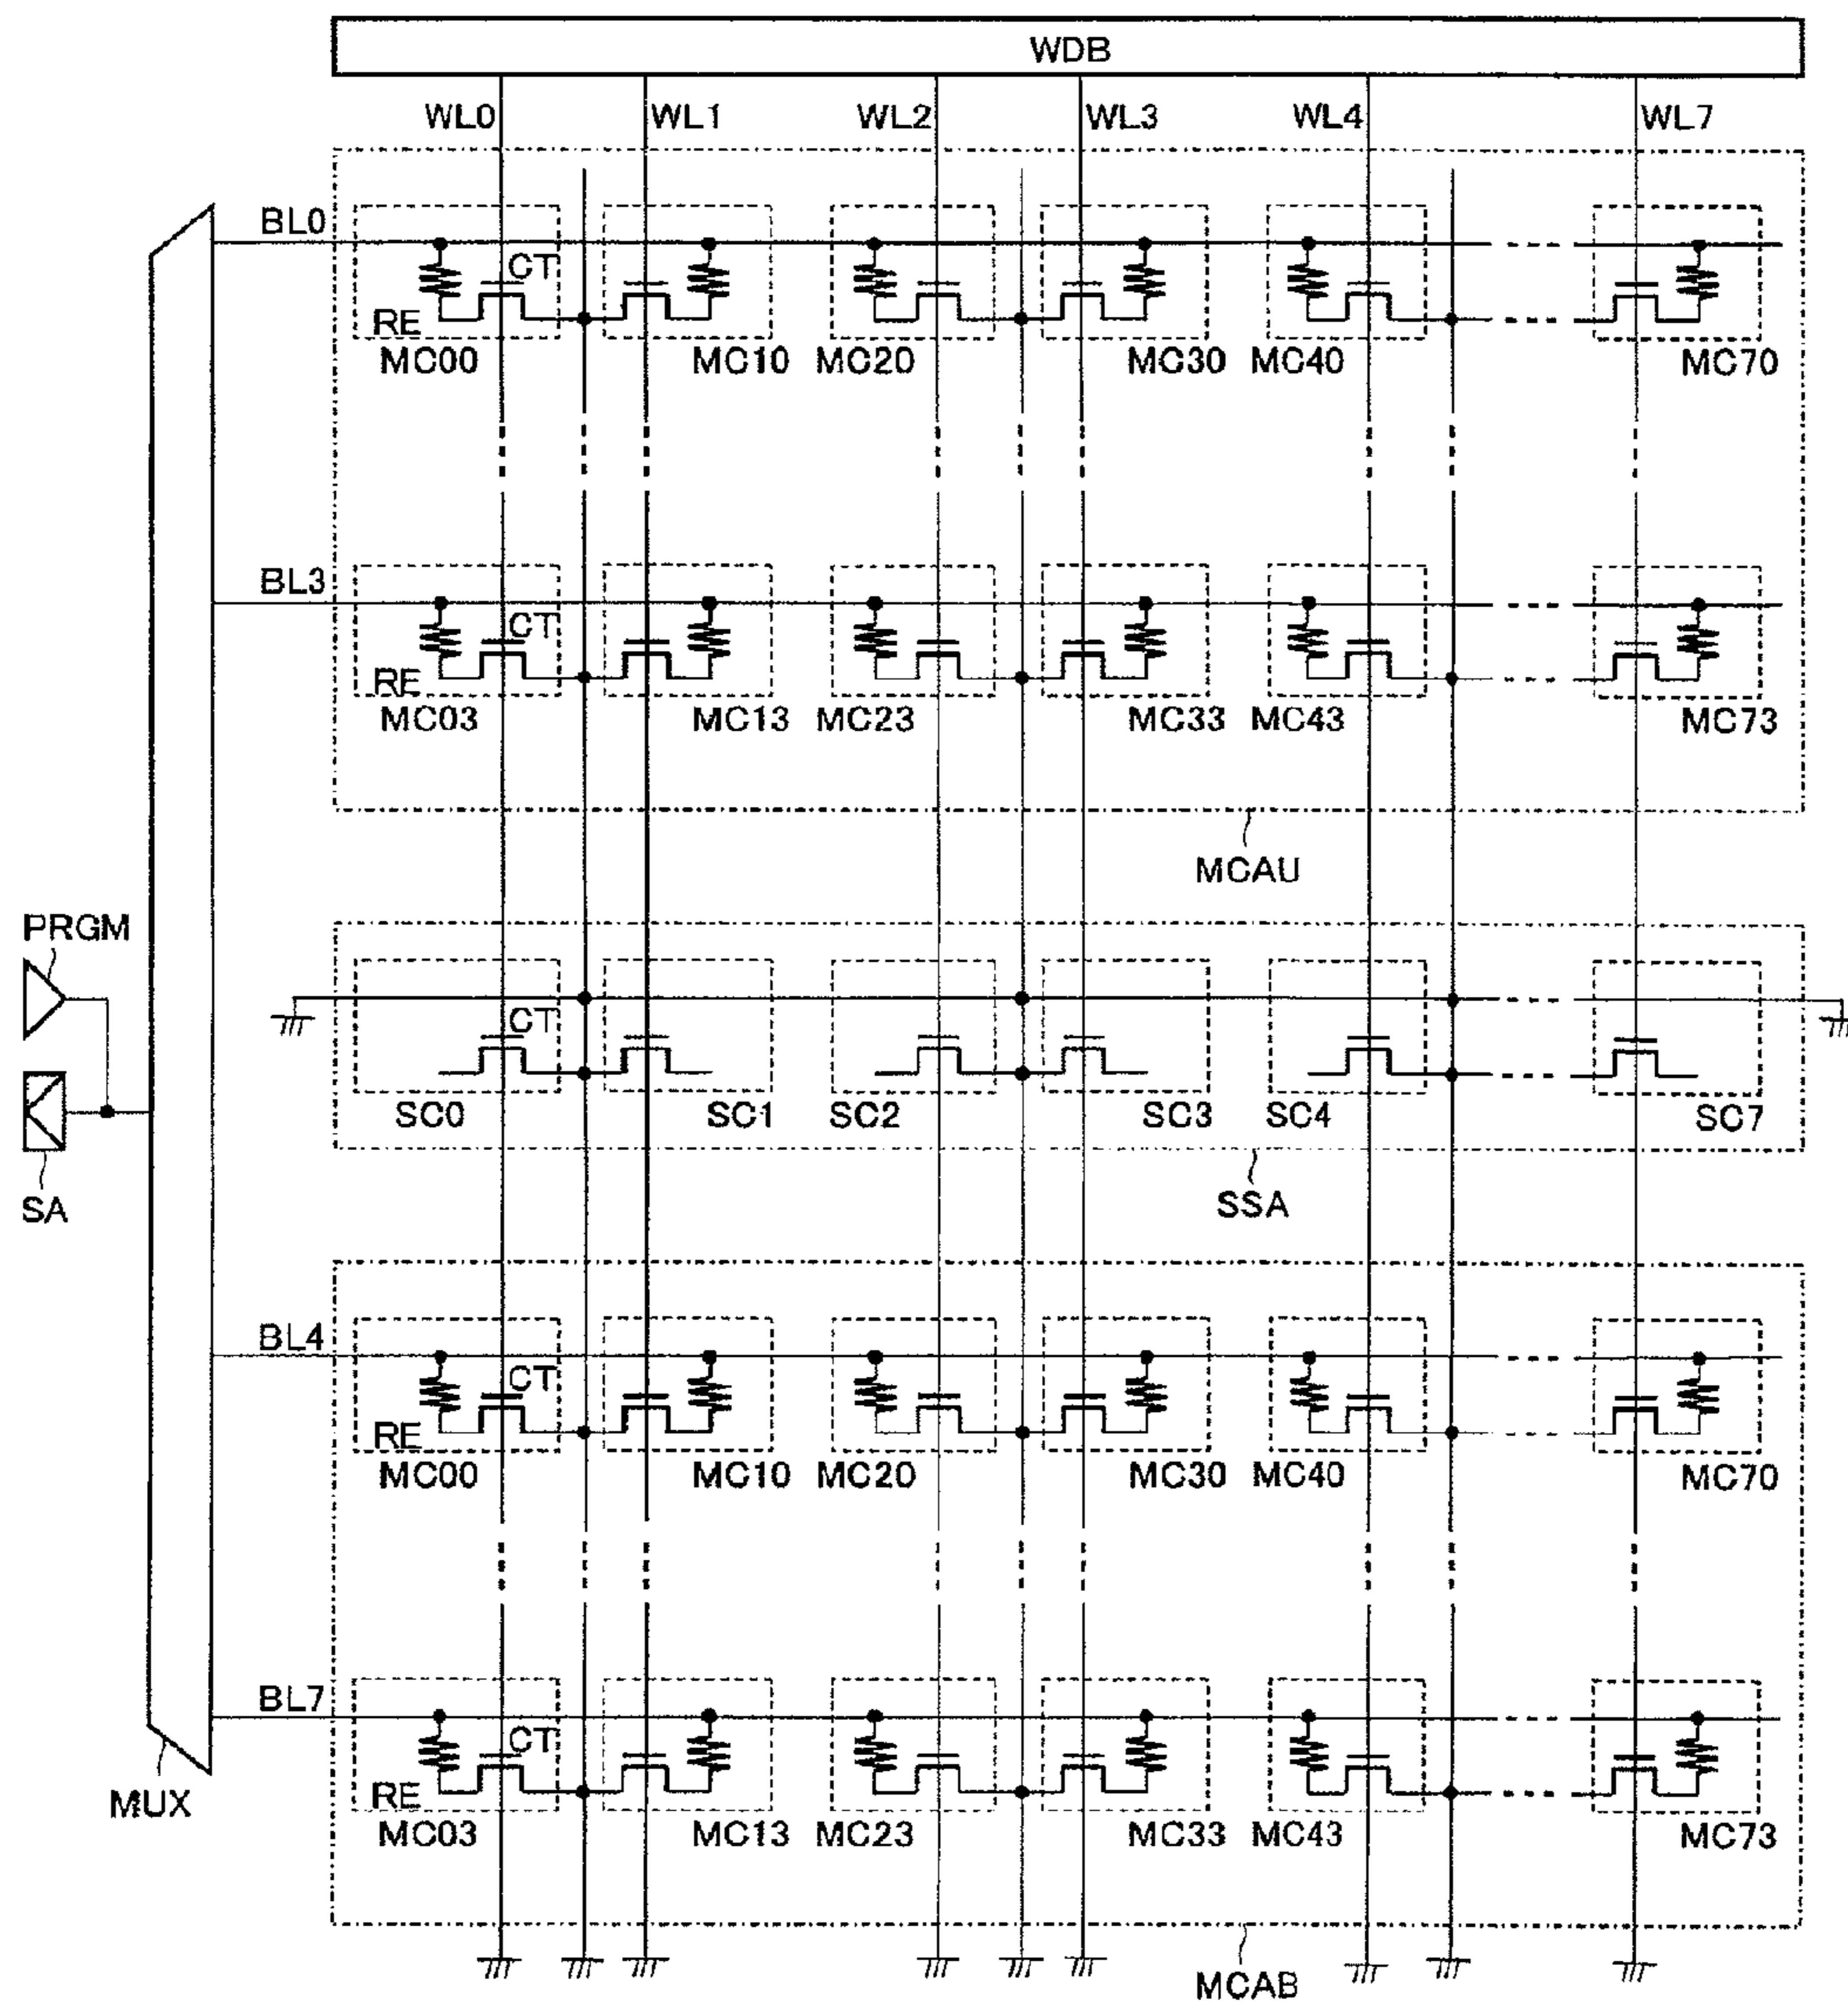 WDB
WL0 WL1 WL2 WL3 WL4 WL7
BL0
CT
RE
MC00 MC10 MC20 MC30 MC40 MC70
BL3
CT
RE
MC03 MC13 MC23 MC33 MC43 MC73
MCAU
PRGM
CT
SC0 SC1 SC2 SC3 SC4 SC7
SA
SSA
BL4
CT
RE
MC00 MC10 MC20 MC30 MC40 MC70
BL7
CT
RE
MUX
MC03 MC13 MC23 MC33 MC43 MC73
MCAB